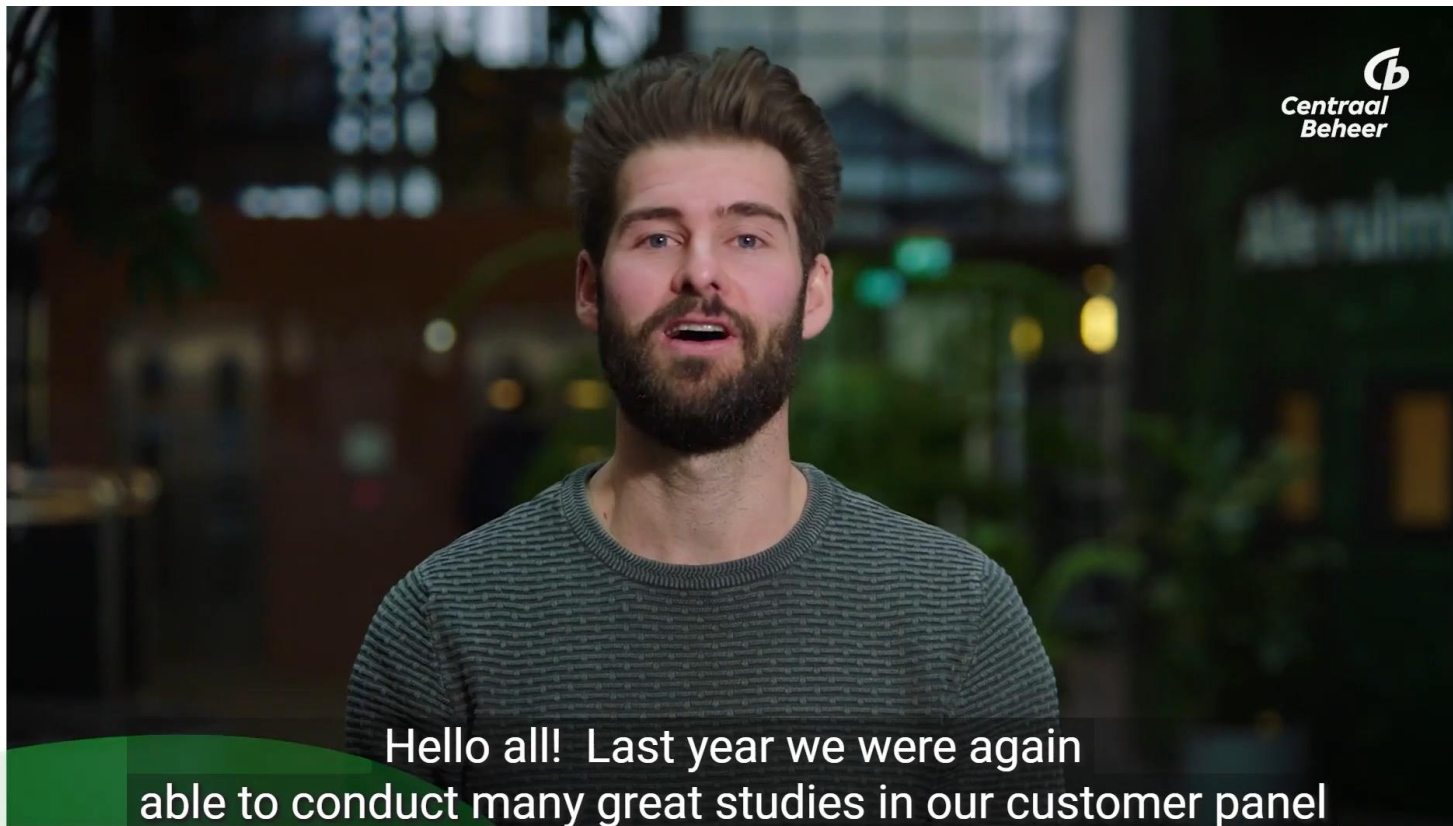 Centraal
Beheer
Hello all! Last year we were again
able to conduct many great studies in our customer panel